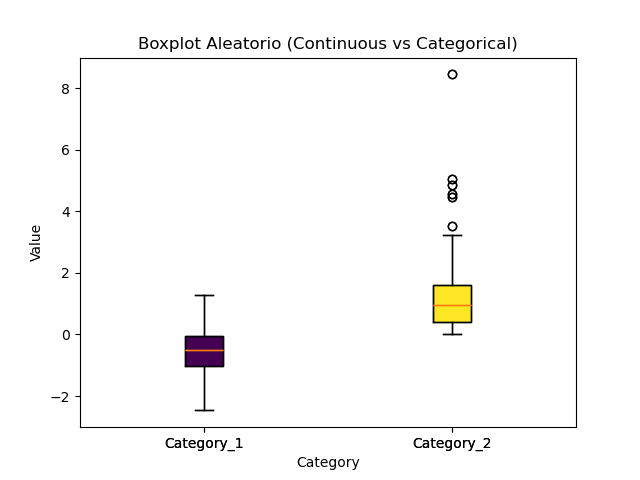 Boxplot Aleatorio (Continuous vs Categorical)
8
6
4
2
0
−2
Value
Category_1
Category_2
Category